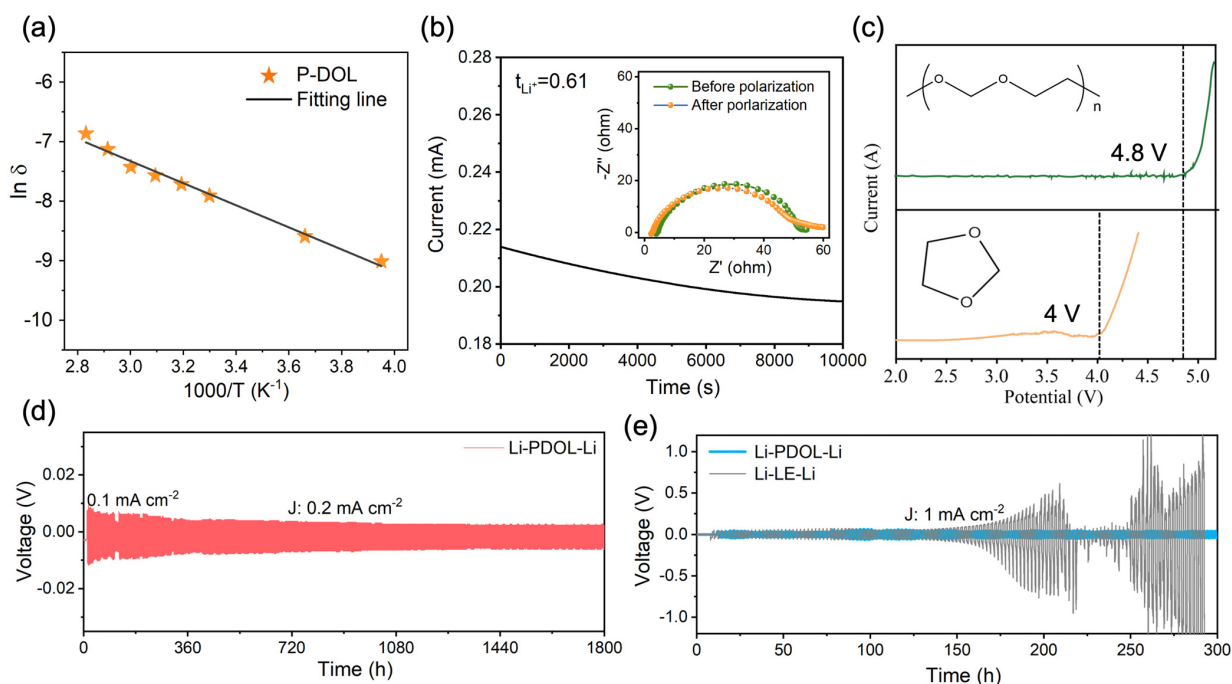 (a)
P-DOL
Fitting line
-6
-7
-8
-9
-10
ln δ
2.8 3.0 3.2 3.4 3.6 3.8 4.0
1000/T (K⁻¹)
(b)
0.28
0.26
0.24
0.22
0.20
0.18
Current (mA)
t_Li⁺=0.61
Before polarization
After porlarization
60
40
20
0
-Z'' (ohm)
0 10 20 30 40 50 60
Z' (ohm)
0 2000 4000 6000 8000 10000
Time (s)
(c)
O
O
n
4.8 V
Current (A)
O
O
4 V
2.0 2.5 3.0 3.5 4.0 4.5 5.0
Potential (V)
(d)
Li-PDOL-Li
0.02
0.00
-0.02
Voltage (V)
0.1 mA cm⁻²
J: 0.2 mA cm⁻²
0 360 720 1080 1440 1800
Time (h)
(e)
Li-PDOL-Li
Li-LE-Li
1.0
0.5
0.0
-0.5
-1.0
Voltage (V)
J: 1 mA cm⁻²
0 50 100 150 200 250 300
Time (h)